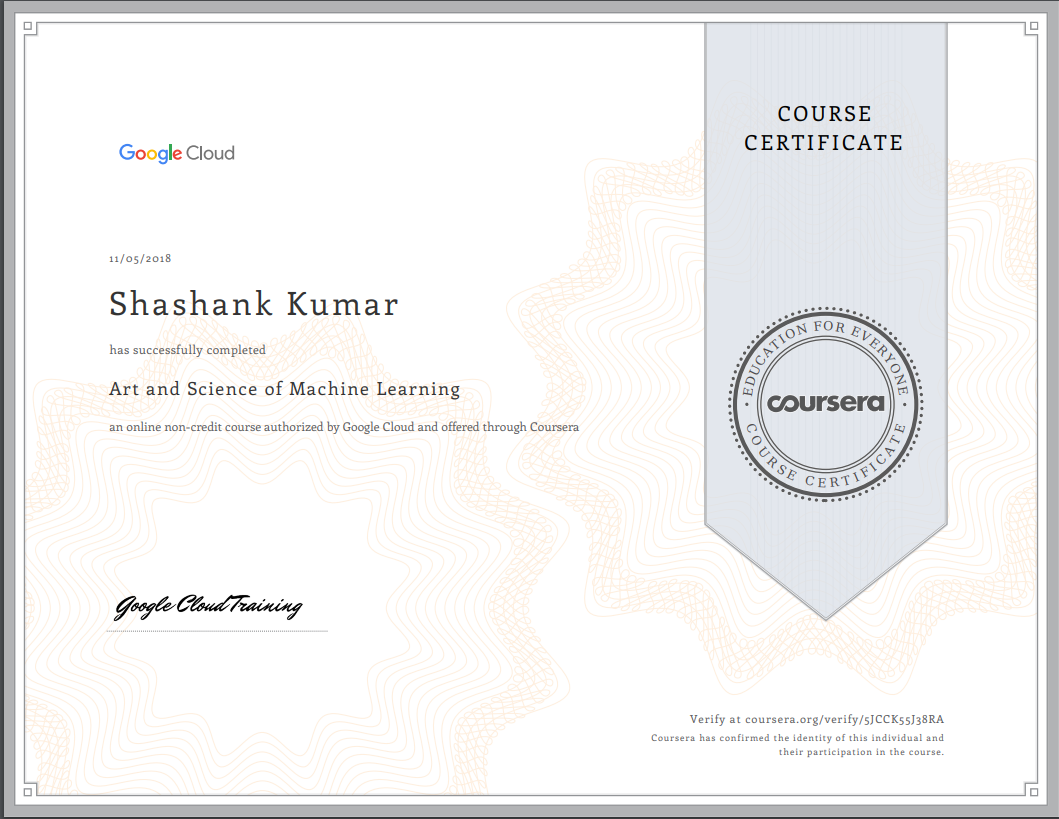 COURSE
CERTIFICATE
Google Cloud
11/05/2018
Shashank Kumar
has successfully completed
Art and Science of Machine Learning
an online non-credit course authorized by Google Cloud and offered through Coursera
EDUCATION FOR EVERYONE
coursera
COURSE CERTIFICATE
Google Cloud Training
Verify at coursera.org/verify/5JCCK55J38RA
Coursera has confirmed the identity of this individual and
their participation in the course.